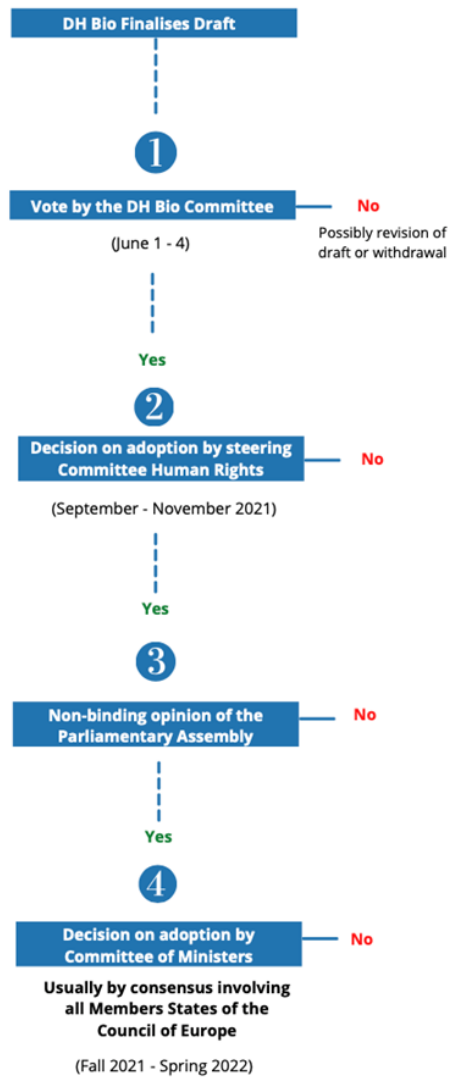 DH Bio Finalises Draft
1
Vote by the DH Bio Committee
No
(June 1 - 4)
Possibly revision of
draft or withdrawal
Yes
2
Decision on adoption by steering
Committee Human Rights
No
(September - November 2021)
Yes
3
Non-binding opinion of the
Parliamentary Assembly
No
Yes
4
Decision on adoption by
Committee of Ministers
No
Usually by consensus involving
all Members States of the
Council of Europe
(Fall 2021 - Spring 2022)